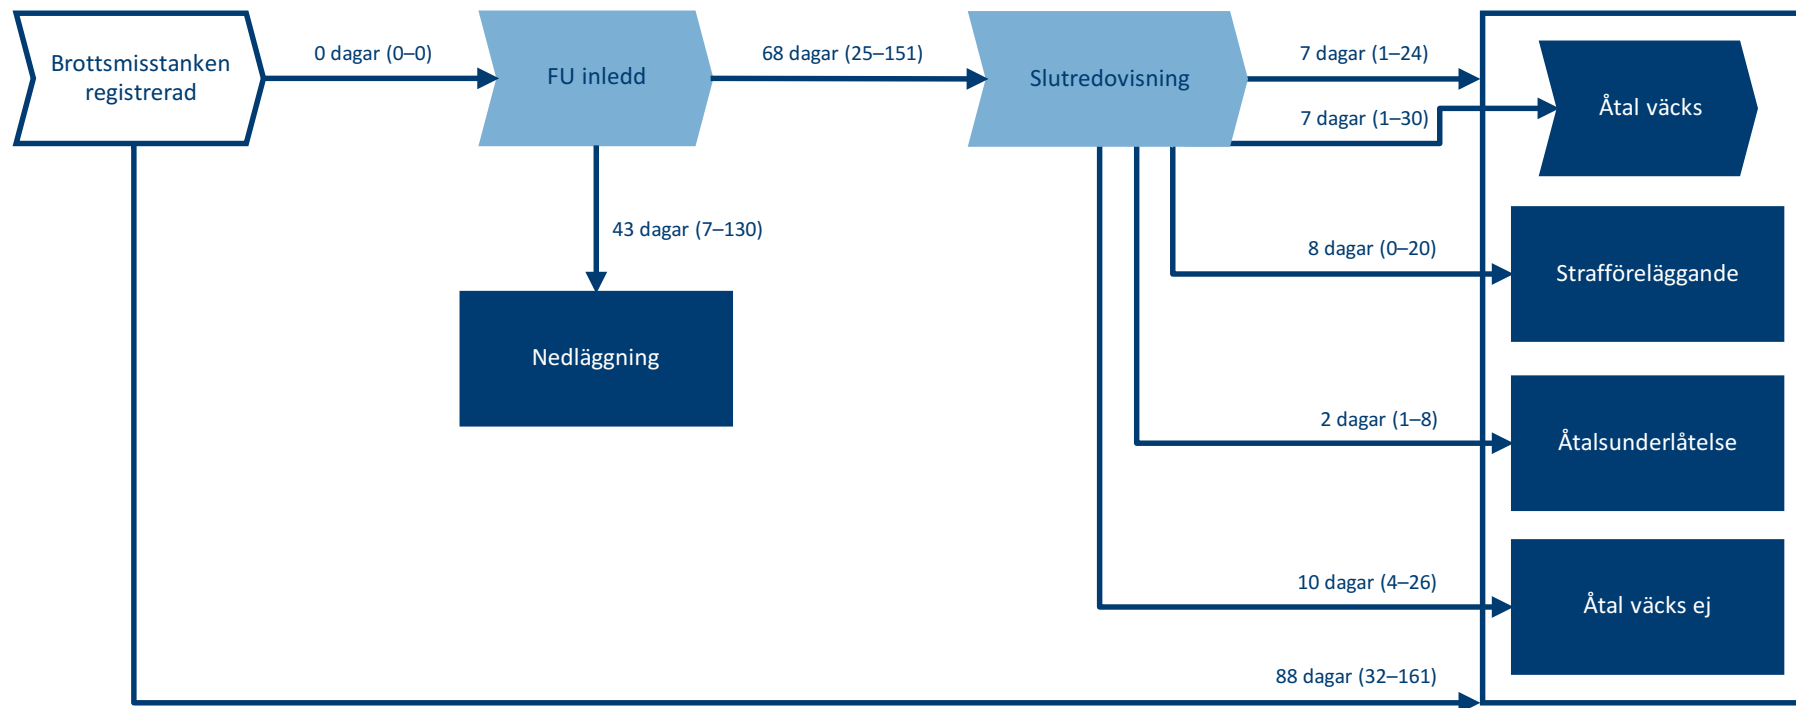 Brottsmisstanken
registrerad
0 dagar (0–0)
FU inledd
68 dagar (25–151)
Slutredovisning
7 dagar (1–24)
7 dagar (1–30)
Åtal väcks
43 dagar (7–130)
8 dagar (0–20)
Strafföreläggande
Nedläggning
2 dagar (1–8)
Åtalsunderlåtelse
10 dagar (4–26)
Åtal väcks ej
88 dagar (32–161)